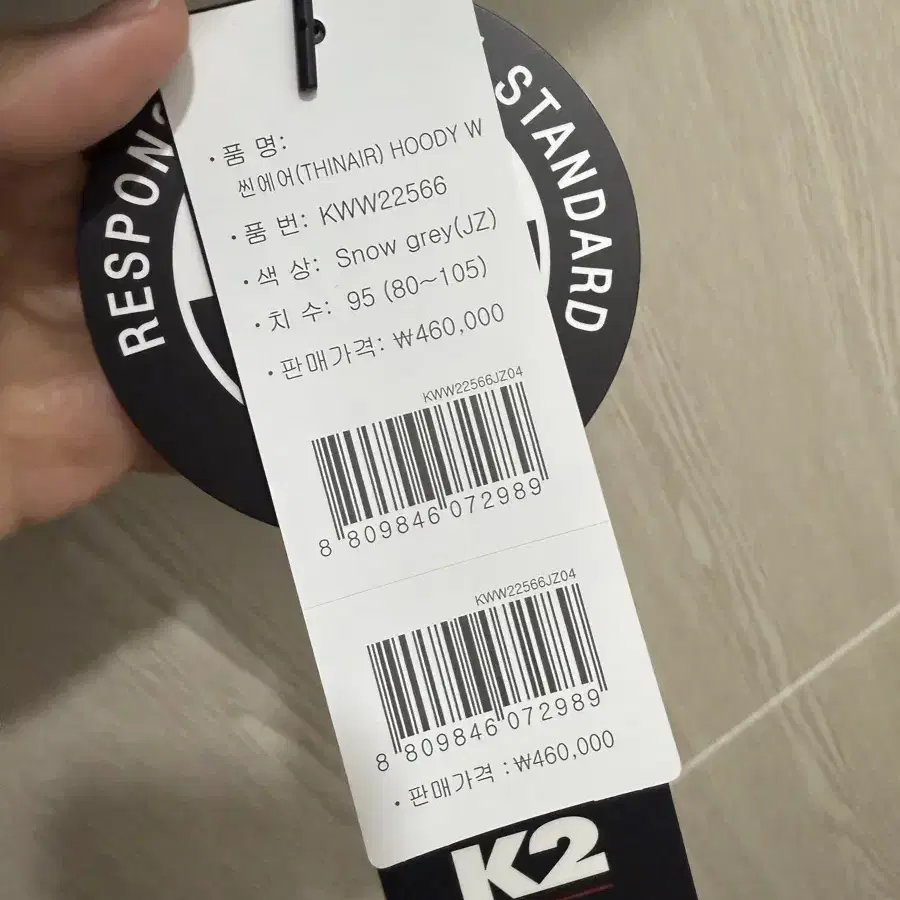 RESPON
STANDARD
· 품 명:
씬에어(THINAIR) HOODY W
· 품 번: KWW22566
· 색 상: Snow grey(JZ)
· 치 수: 95 (80~105)
· 판매가격: ₩460,000
KWW22566JZ04
8 809846 072989
KWW22566JZ04
8 809846 072989
· 판매가격 :₩460,000
K2